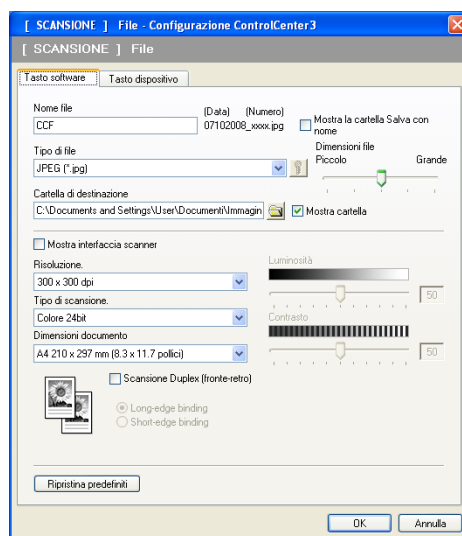 [ SCANSIONE ] File - Configurazione ControlCenter3
[ SCANSIONE ] File
Tasto software Tasto dispositivo
Nome file (Data) (Numero)
CCF 07102008_xxxx.jpg Mostra la cartella Salva con nome
Tipo di file Dimensioni file
JPEG (*.jpg) Piccolo Grande
Cartella di destinazione
C:\Documents and Settings\User\Documenti\Immagin Mostra cartella
Mostra interfaccia scanner
Risoluzione. Luminosità
300 x 300 dpi 50
Tipo di scansione.
Colore 24bit Contrasto
Dimensioni documento
A4 210 x 297 mm (8.3 x 11.7 pollici) 50
Scansione Duplex (fronte-retro)
Long-edge binding
Short-edge binding
Ripristina predefiniti
OK Annulla